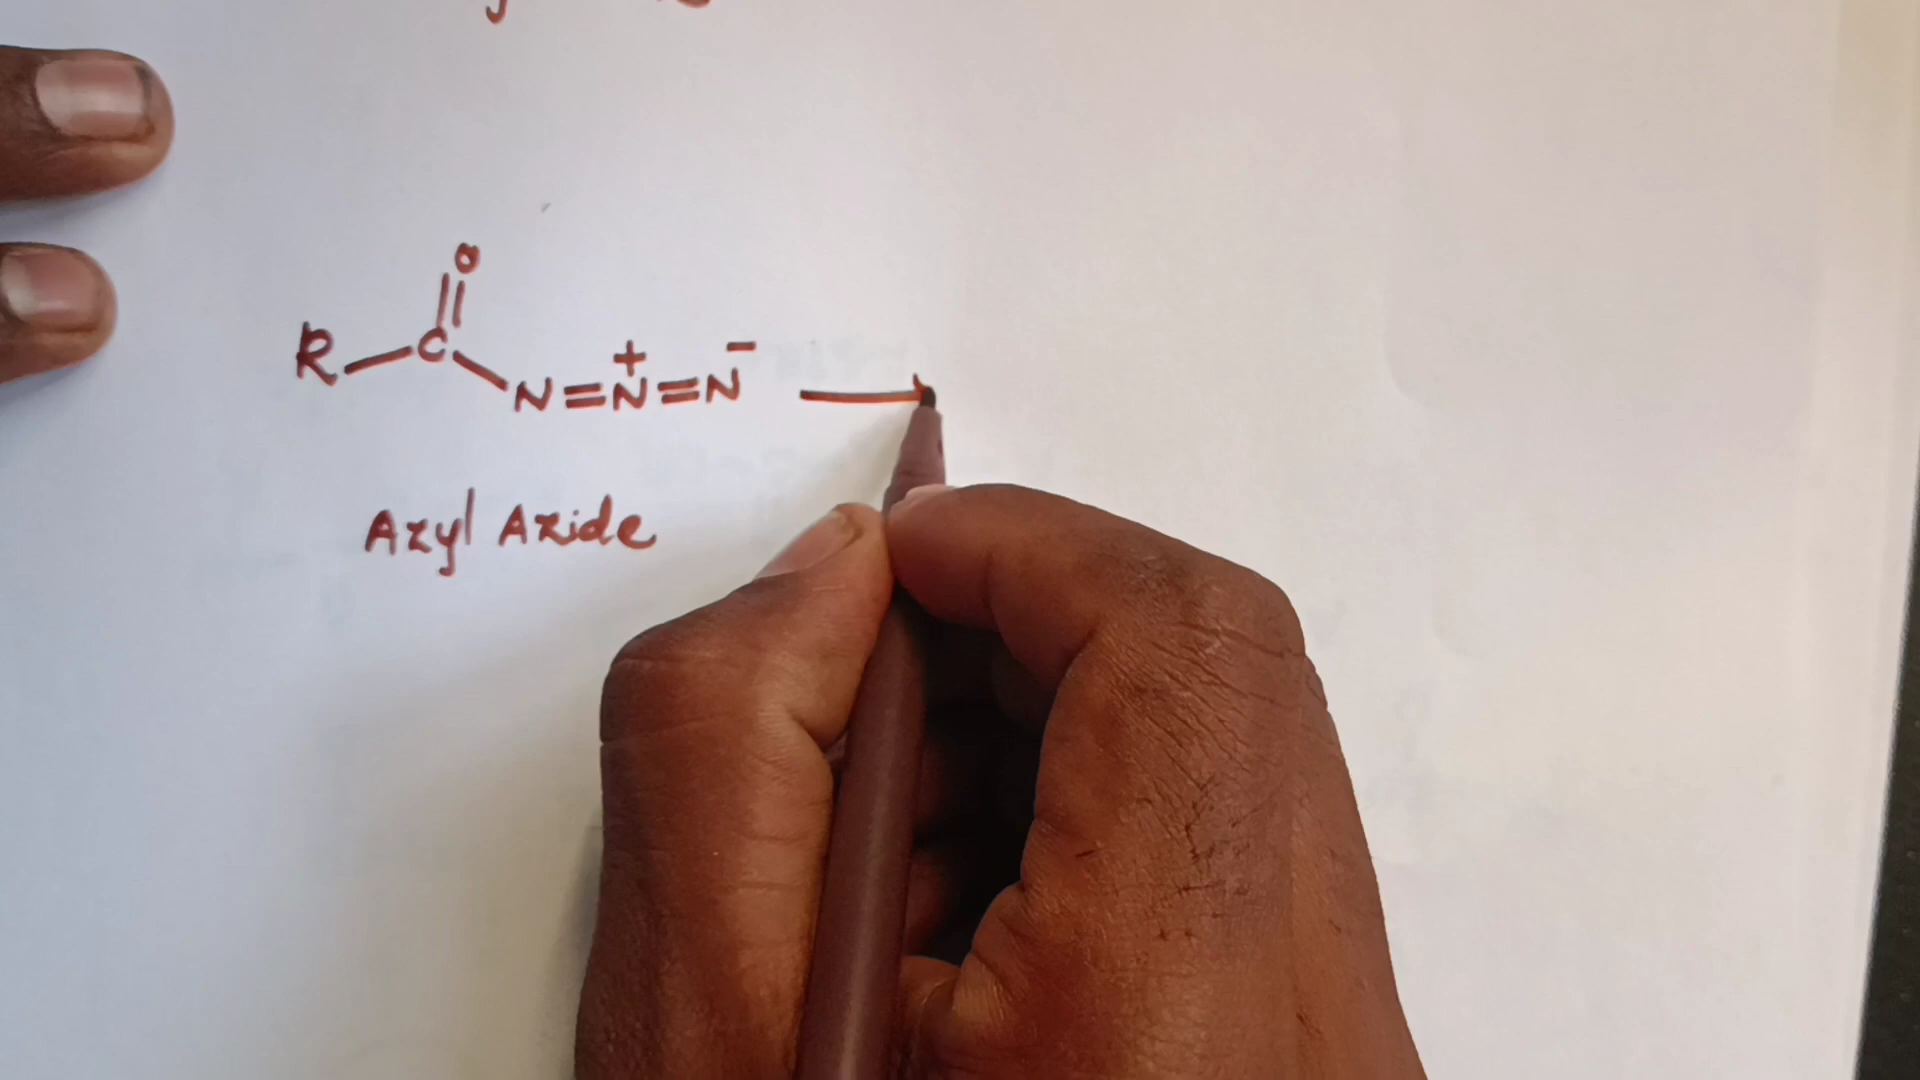 O
R-C-N=N=N
+ -
Azyl Azide